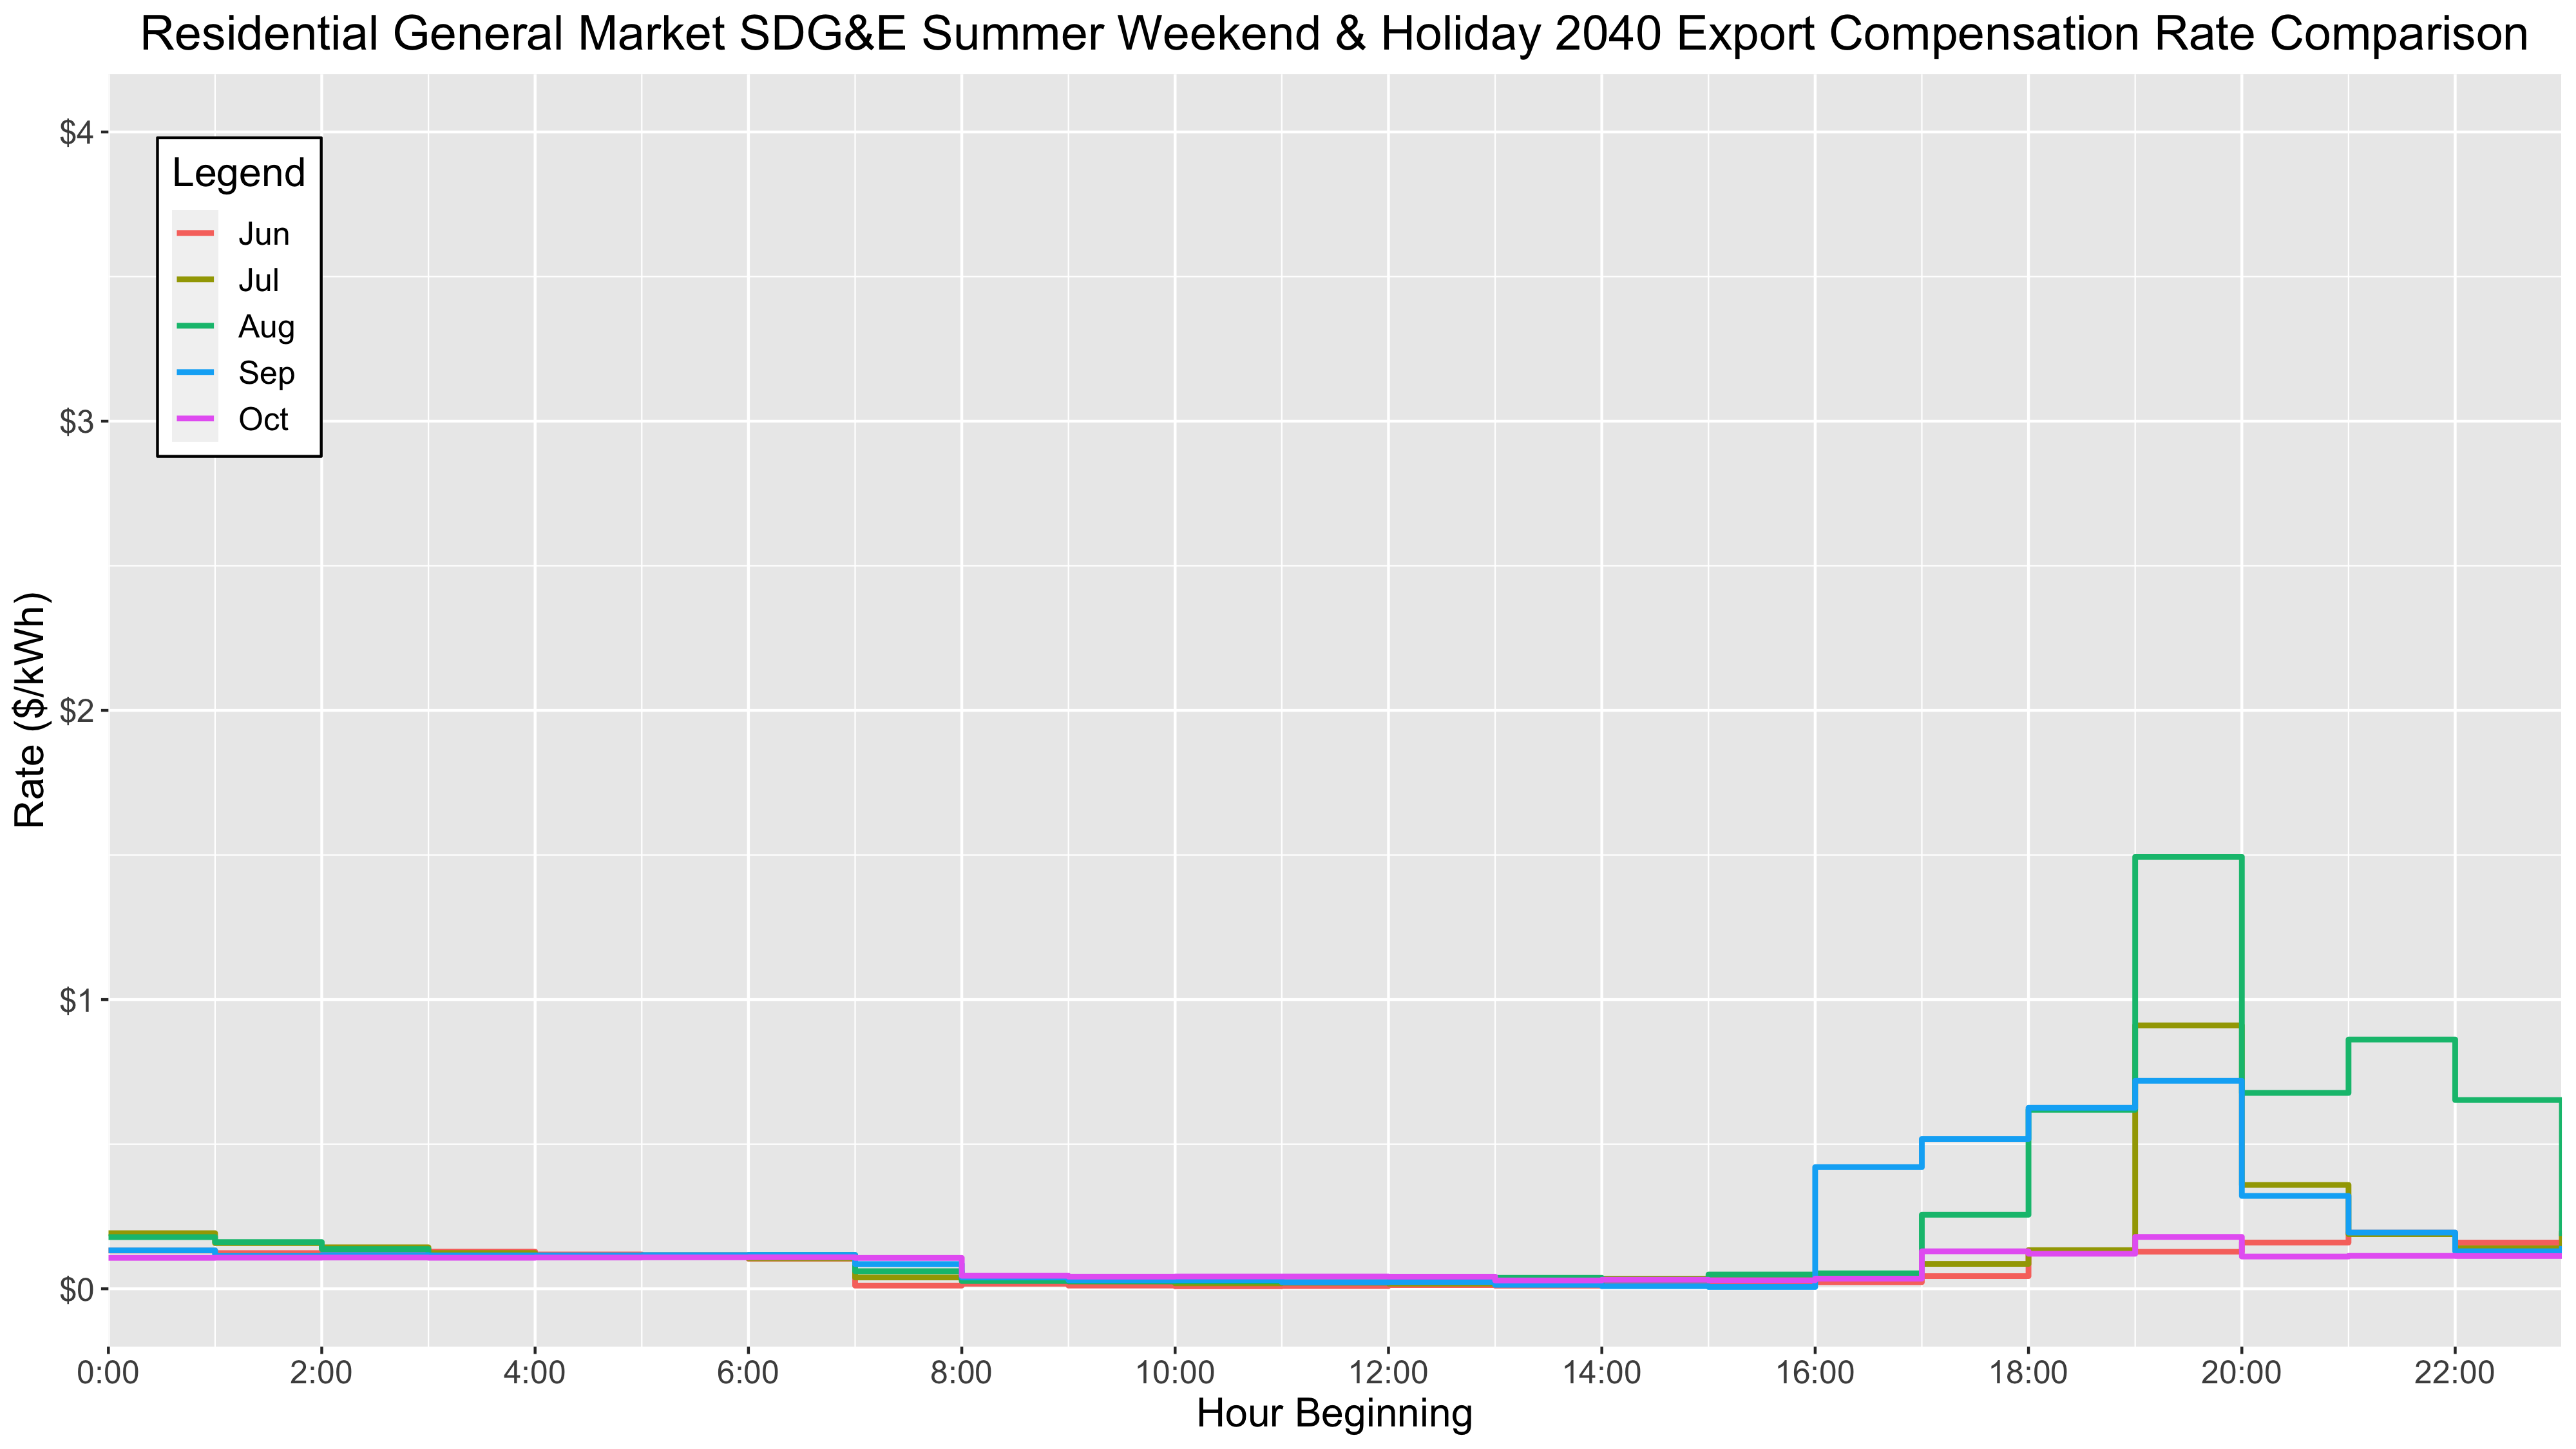 Residential General Market SDG&E Summer Weekend & Holiday 2040 Export Compensation Rate Comparison
$4
Legend
Jun
Jul
Aug
Sep
Oct
$3
Rate ($/kWh)
$2
$1
$0
0:00 2:00 4:00 6:00 8:00 10:00 12:00 14:00 16:00 18:00 20:00 22:00
Hour Beginning